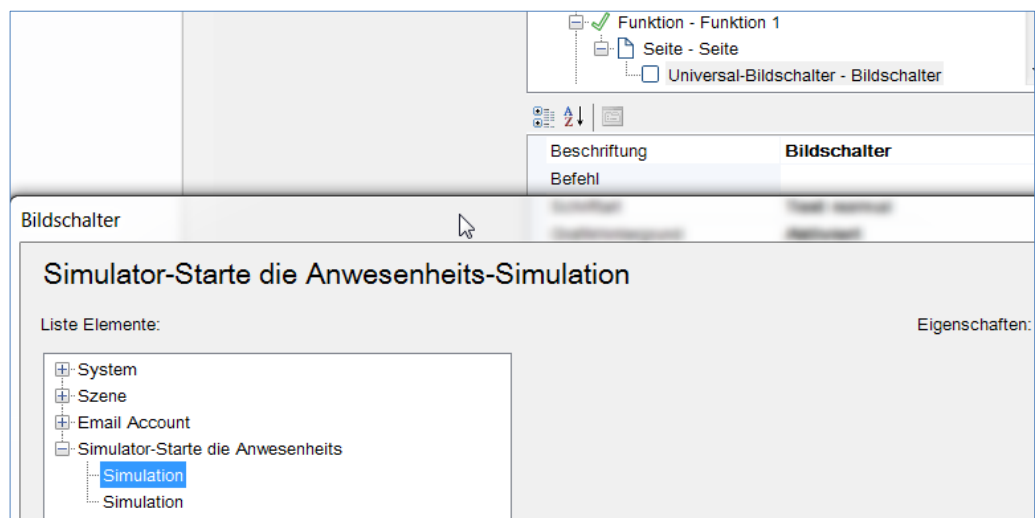 Funktion - Funktion 1
Seite - Seite
Universal-Bildschalter - Bildschalter
Beschriftung Bildschalter
Befehl
Bildschalter
Simulator-Starte die Anwesenheits-Simulation
Liste Elemente: Eigenschaften:
System
Szene
Email Account
Simulator-Starte die Anwesenheits
Simulation
Simulation